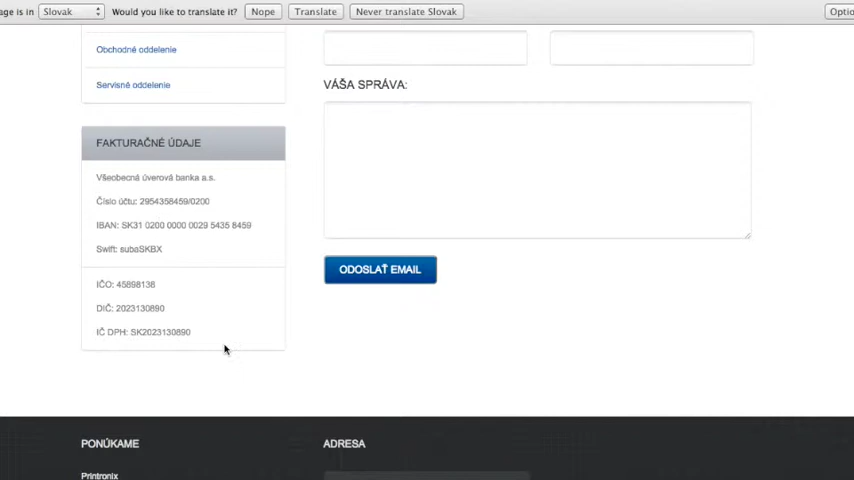 age is in Slovak Would you like to translate it? Nope Translate Never translate Slovak Optio
Obchodné oddelenie
Servisné oddelenie
VÁŠA SPRÁVA:
FAKTURAČNÉ ÚDAJE
Všeobecná úverová banka a.s.
Číslo účtu: 2954358459/0200
IBAN: SK31 0200 0000 0029 5435 8459
Swift: subaSKBX
ODOSLAŤ EMAIL
IČO: 45898138
DIČ: 2023130890
IČ DPH: SK2023130890
PONÚKAME
ADRESA
Printronix